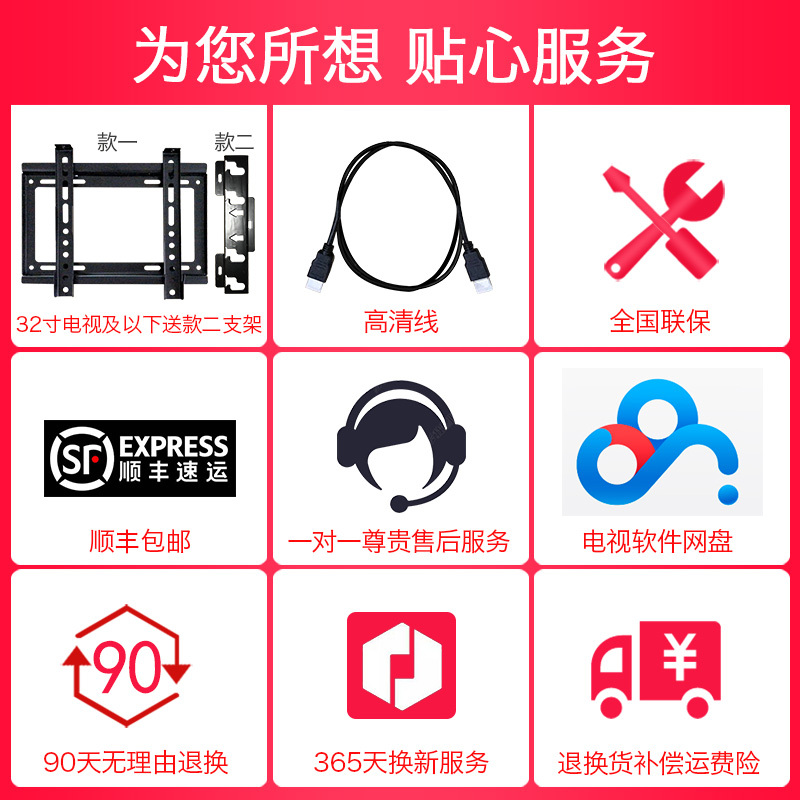 为您所想 贴心服务
款一
款二
32寸电视及以下送款二支架
高清线
全国联保
SF EXPRESS
顺丰速运
顺丰包邮
一对一尊贵售后服务
电视软件网盘
90
90天无理由退换
365天换新服务
¥
退换货补偿运费险